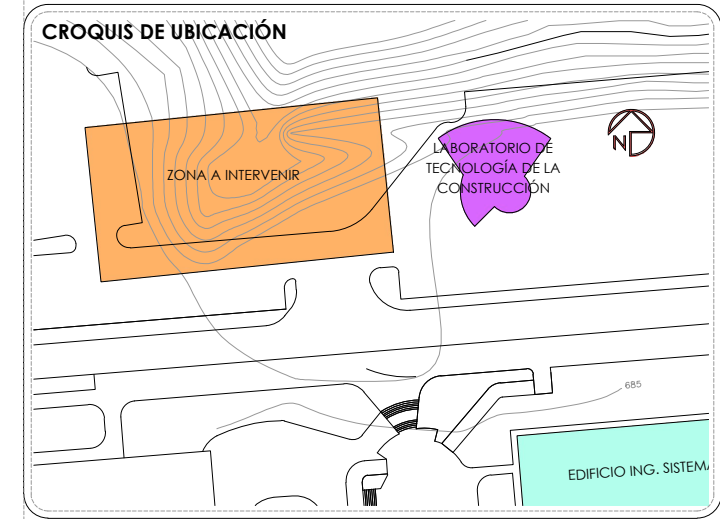 CROQUIS DE UBICACIÓN
ZONA A INTERVENIR
LABORATORIO DE
TECNOLOGÍA DE LA
CONSTRUCCIÓN
N
685
EDIFICIO ING. SISTEMA